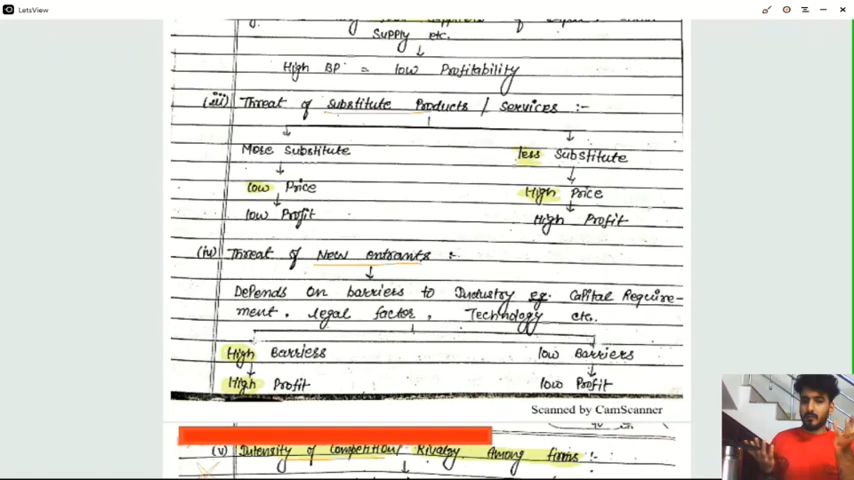 LetsView
Supply etc.
High BP = low Profitability
(iii) Threat of substitute Products / Services :-
More Substitute
less Substitute
low Price
High Price
low Profit
High Profit
(iv) Threat of New entrants :-
Depends on barriers to Industry eg. Capital Require-
ment, legal factor, Technology etc.
High Barriess
low Barriers
High Profit
low Profit
Scanned by CamScanner
(v) Intensity of Competition/ Rivalry Among firms :-